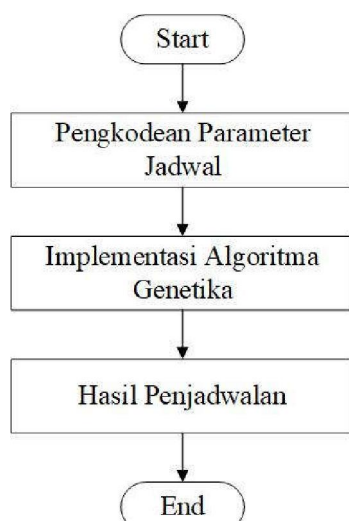 Start
Pengkodean Parameter
Jadwal
Implementasi Algoritma
Genetika
Hasil Penjadwalan
End